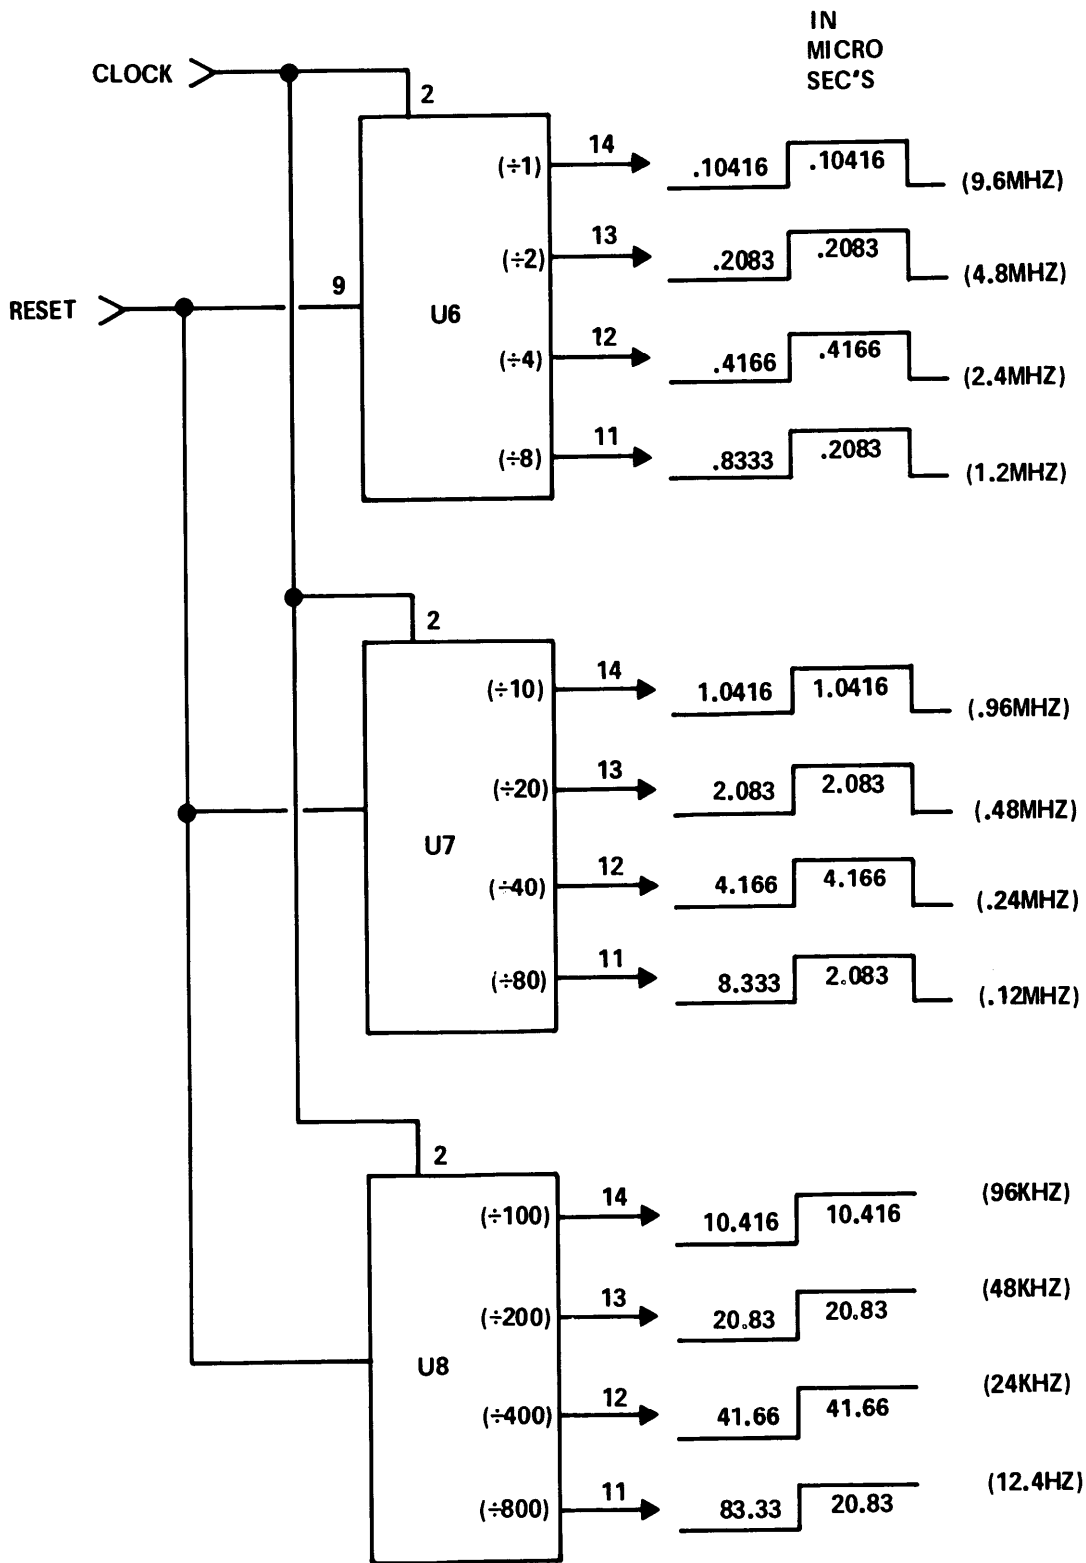 IN
MICRO
SEC'S
CLOCK
2
(÷1) 14 .10416 .10416 (9.6MHZ)
(÷2) 13 .2083 .2083 (4.8MHZ)
RESET 9
U6
(÷4) 12 .4166 .4166 (2.4MHZ)
(÷8) 11 .8333 .2083 (1.2MHZ)
2
(÷10) 14 1.0416 1.0416 (.96MHZ)
(÷20) 13 2.083 2.083 (.48MHZ)
U7
(÷40) 12 4.166 4.166 (.24MHZ)
(÷80) 11 8.333 2.083 (.12MHZ)
2
(÷100) 14 10.416 10.416 (96KHZ)
(÷200) 13 20.83 20.83 (48KHZ)
U8
(÷400) 12 41.66 41.66 (24KHZ)
(÷800) 11 83.33 20.83 (12.4HZ)